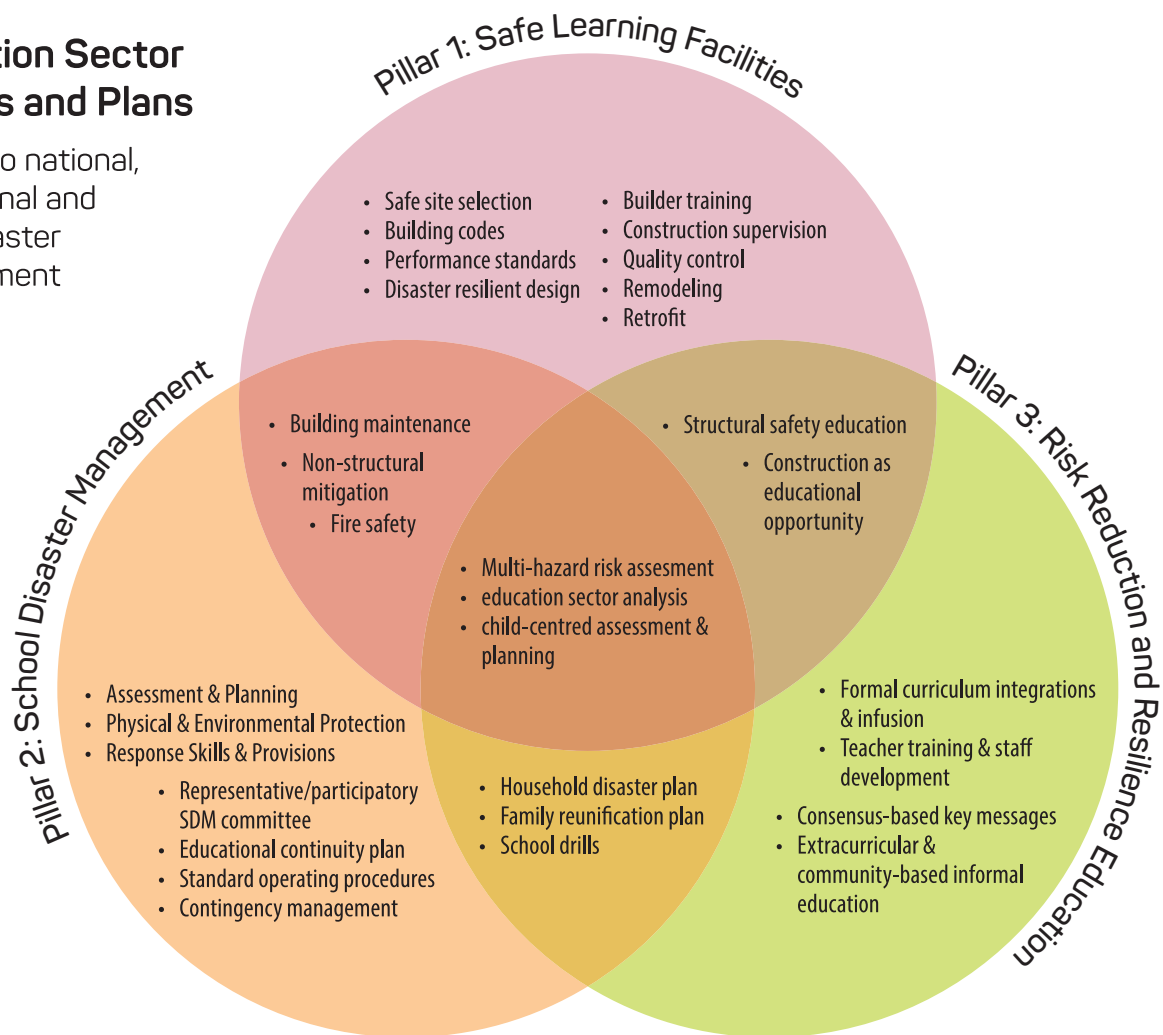 tion Sector
s and Plans
o national,
nal and
aster
ment
Pillar 1: Safe Learning Facilities
• Safe site selection
• Building codes
• Performance standards
• Disaster resilient design
• Builder training
• Construction supervision
• Quality control
• Remodeling
• Retrofit
Pillar 2: School Disaster Management
Pillar 3: Risk Reduction and Resilience Education
• Building maintenance
• Non-structural
mitigation
• Fire safety
• Structural safety education
• Construction as
educational
opportunity
• Multi-hazard risk assesment
• education sector analysis
• child-centred assessment &
planning
• Assessment & Planning
• Physical & Environmental Protection
• Response Skills & Provisions
• Representative/participatory
SDM committee
• Educational continuity plan
• Standard operating procedures
• Contingency management
• Household disaster plan
• Family reunification plan
• School drills
• Formal curriculum integrations
& infusion
• Teacher training & staff
development
• Consensus-based key messages
• Extracurricular &
community-based informal
education